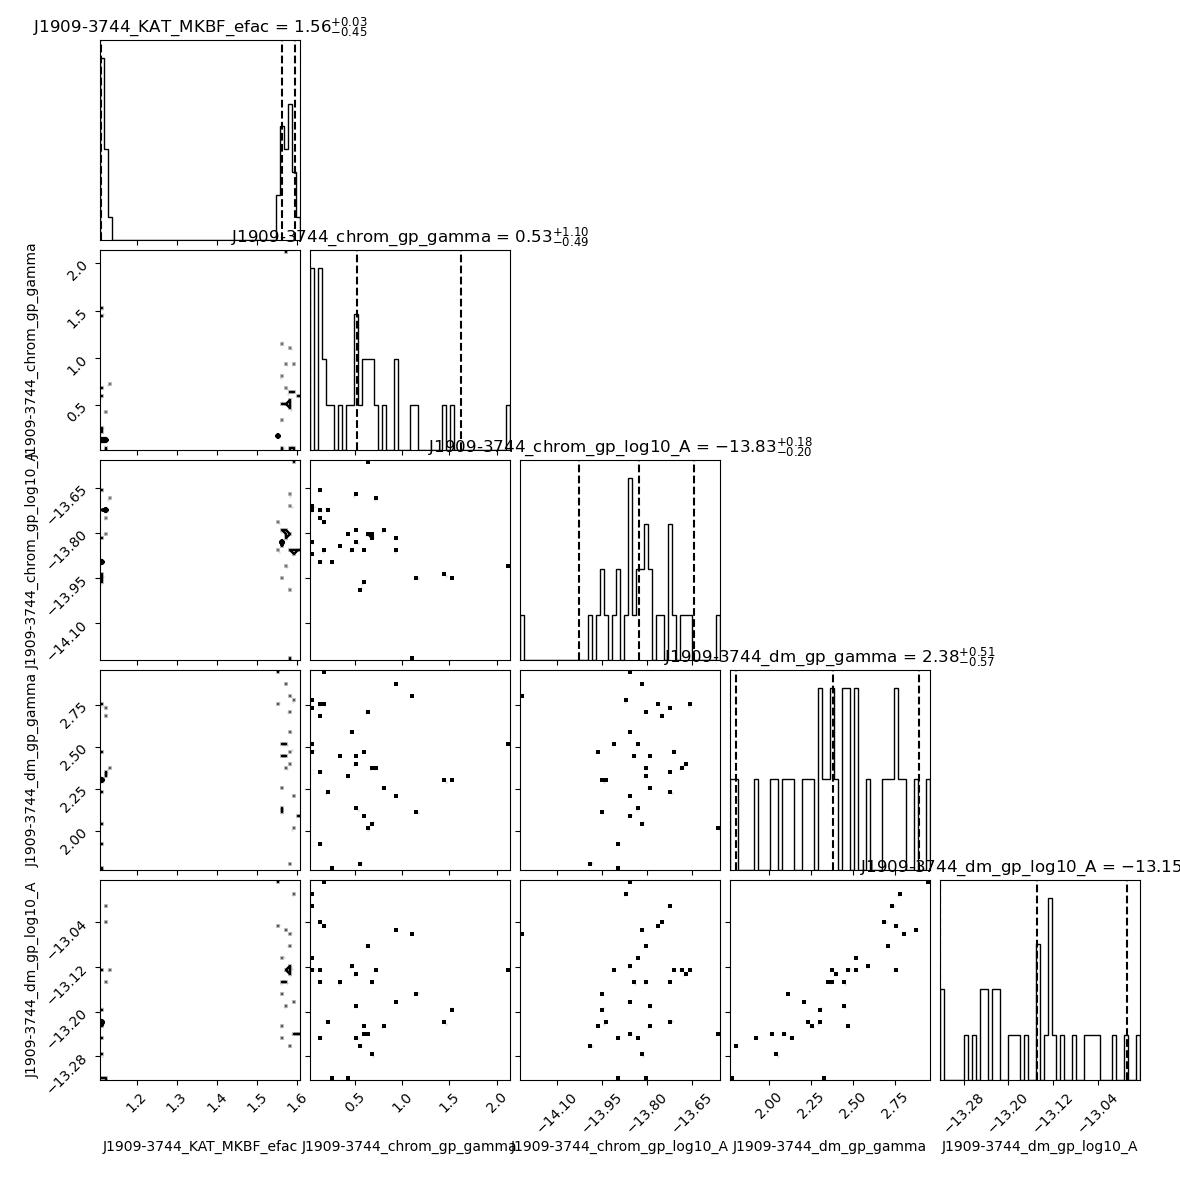 J1909-3744_KAT_MKBF_efac = 1.56+0.03−0.45
J1909-3744_chrom_gp_gamma = 0.53+1.10−0.49
2.0
1.5
1.0
0.5
J1909-3744_chrom_gp_gamma
J1909-3744_chrom_gp_log10_A = −13.83+0.18−0.20
−13.65
−13.80
−13.95
−14.10
J1909-3744_chrom_gp_log10_A
J1909-3744_dm_gp_gamma = 2.38+0.51−0.57
2.75
2.50
2.25
2.00
J1909-3744_dm_gp_gamma
J1909-3744_dm_gp_log10_A = −13.15
−13.04
−13.12
−13.20
−13.28
J1909-3744_dm_gp_log10_A
1.2 1.3 1.4 1.5 1.6
0.5 1.0 1.5 2.0
−14.10 −13.95 −13.80 −13.65
2.00 2.25 2.50 2.75
−13.28 −13.20 −13.12 −13.04
J1909-3744_KAT_MKBF_efac
J1909-3744_chrom_gp_gamma
J1909-3744_chrom_gp_log10_A
J1909-3744_dm_gp_gamma
J1909-3744_dm_gp_log10_A